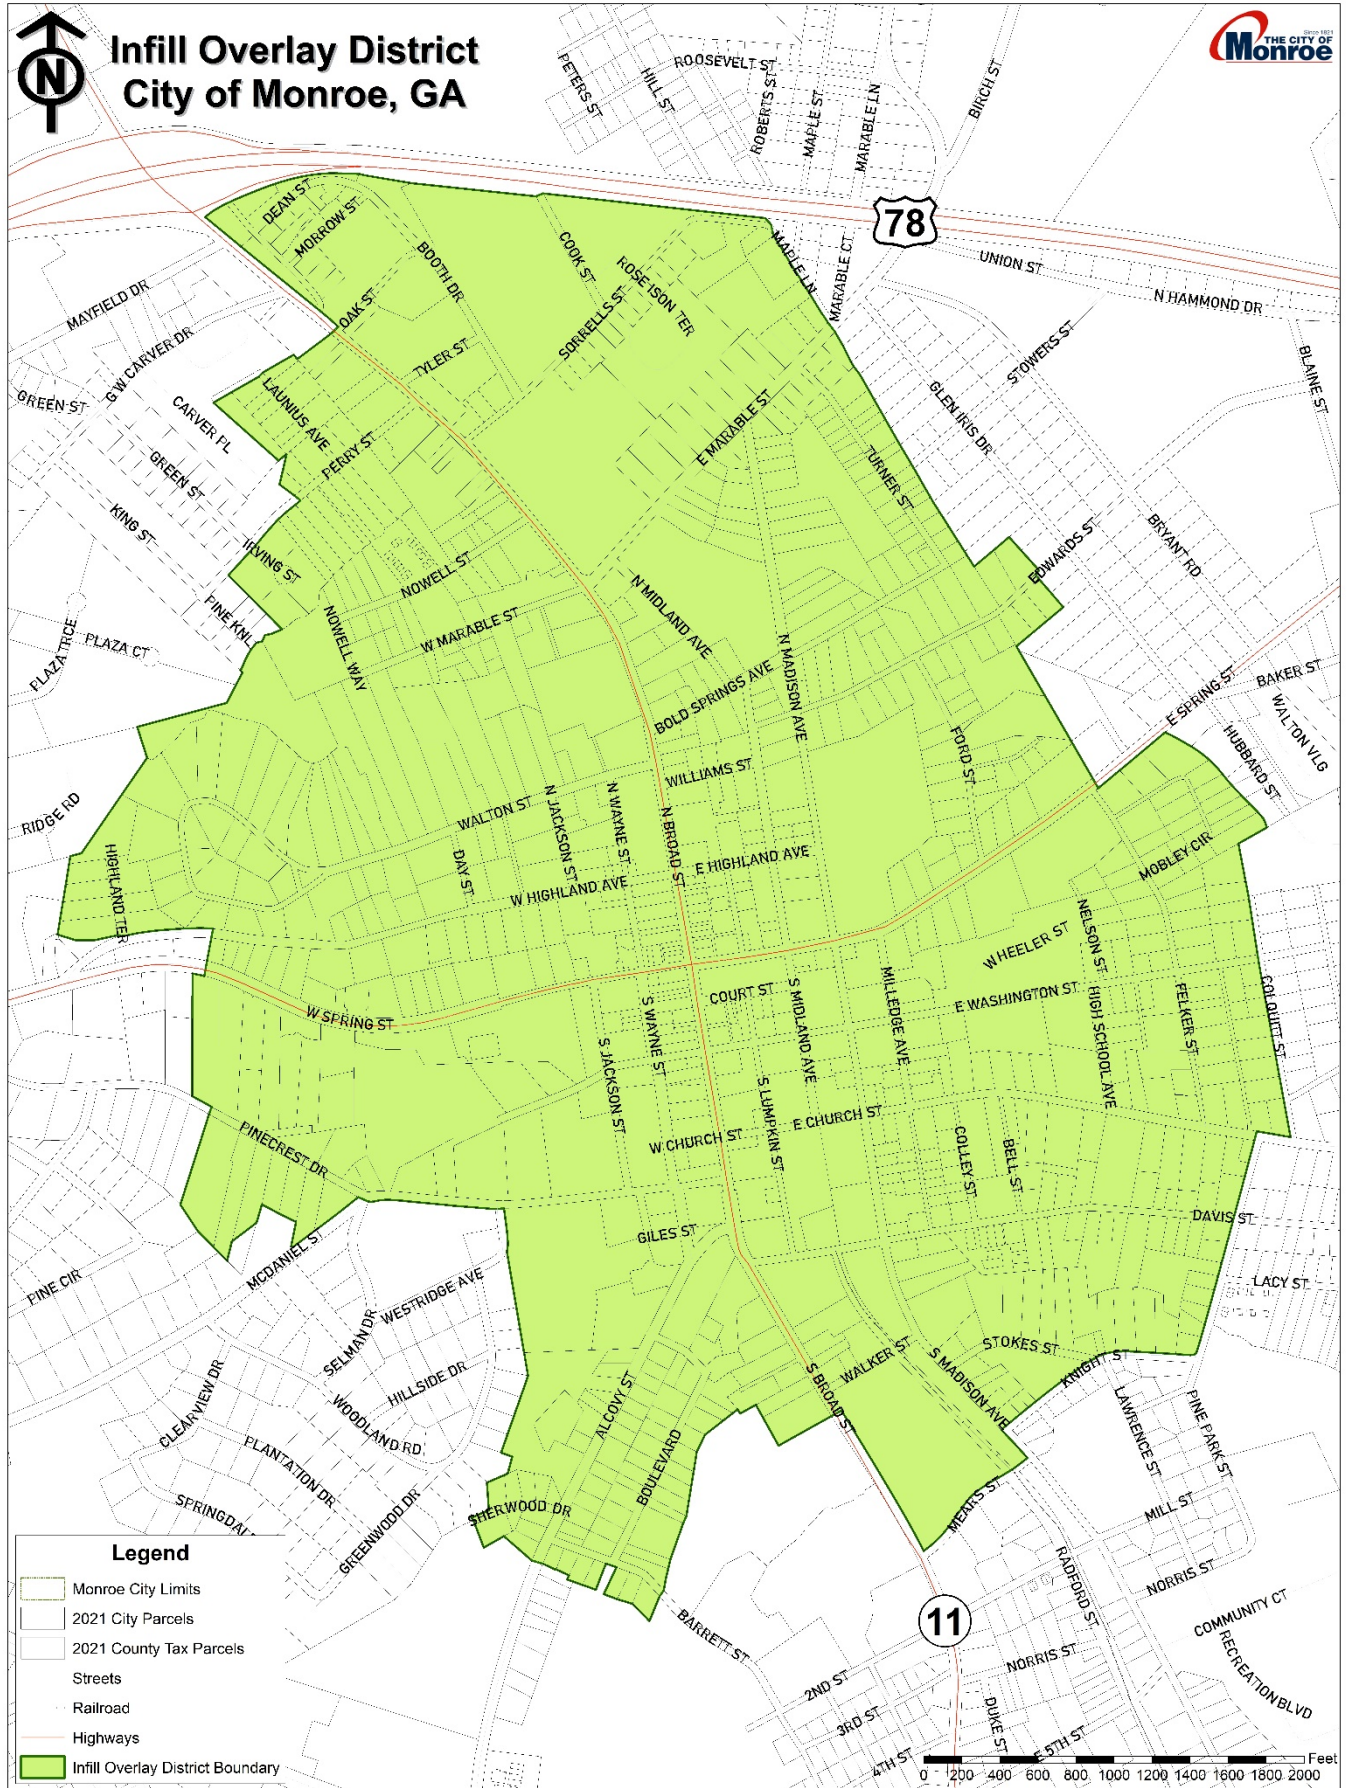 N
Infill Overlay District
City of Monroe, GA
Since 1821
THE CITY OF
Monroe
ROOSEVELT ST
PETERS ST
HILL ST
ROBERTS ST
MAPLE ST
MARABLE LN
BIRCH ST
78
DEAN ST
MORROW ST
BOOTH DR
COOK ST
ROSE ISON TER
SORRELLS ST
MAPLE LN
MARABLE CT
UNION ST
N HAMMOND DR
MAYFIELD DR
OAK ST
G W CARVER DR
TYLER ST
STOWERS ST
BLAINE ST
GREEN ST
CARVER PL
LAUNIUS AVE
PERRY ST
E MARABLE ST
GLEN IRIS DR
GREEN ST
TURNER ST
KING ST
IRVING ST
NOWELL ST
EDWARDS ST
BRYANT RD
PINE KNL
NOWELL WAY
W MARABLE ST
N MIDLAND AVE
PLAZA TRCE
PLAZA CT
N MADISON AVE
BOLD SPRINGS AVE
E SPRING ST
BAKER ST
WALTON VLG
HUBBARD ST
FORD ST
WILLIAMS ST
RIDGE RD
WALTON ST
N JACKSON ST
N WAYNE ST
N BROAD ST
HIGHLAND TER
DAY ST
W HIGHLAND AVE
E HIGHLAND AVE
MOBLEY CIR
WHEELER ST
NELSON ST
W SPRING ST
COURT ST
S MIDLAND AVE
MILLEDGE AVE
E WASHINGTON ST
HIGH SCHOOL AVE
FELKER ST
COLQUITT ST
S WAYNE ST
S JACKSON ST
S LUMPKIN ST
PINECREST DR
W CHURCH ST
E CHURCH ST
COLLEY ST
BELL ST
GILES ST
DAVIS ST
PINE CIR
MCDANIEL ST
LACY ST
WESTRIDGE AVE
SELMAN DR
HILLSIDE DR
CLEARVIEW DR
WOODLAND RD
PLANTATION DR
ALCOVY ST
S BROAD ST
WALKER ST
S MADISON AVE
STOKES ST
KNIGHT ST
LAWRENCE ST
PINE PARK ST
BOULEVARD
SHERWOOD DR
GREENWOOD DR
MEARS ST
MILL ST
RADFORD ST
NORRIS ST
COMMUNITY CT
RECREATION BLVD
BARRETT ST
11
2ND ST
3RD ST
4TH ST
NORRIS ST
DUKE ST
E 5TH ST
Legend
Monroe City Limits
2021 City Parcels
2021 County Tax Parcels
Streets
Railroad
Highways
Infill Overlay District Boundary
Feet
0 200 400 600 800 1000 1200 1400 1600 1800 2000